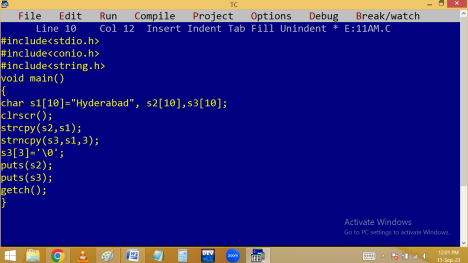 TC
File Edit Run Compile Project Options Debug Break/watch
Line 10 Col 12 Insert Indent Tab Fill Unindent * E:11AM.C
#include<stdio.h>
#include<conio.h>
#include<string.h>
void main()
{
char s1[10]="Hyderabad", s2[10],s3[10];
clrscr();
strcpy(s2,s1);
strncpy(s3,s1,3);
s3[3]='\0';
puts(s2);
puts(s3);
getch();
}
Activate Windows
Go to PC settings to activate Windows.
DEV
zoom
12:01 PM
11-Sep-23